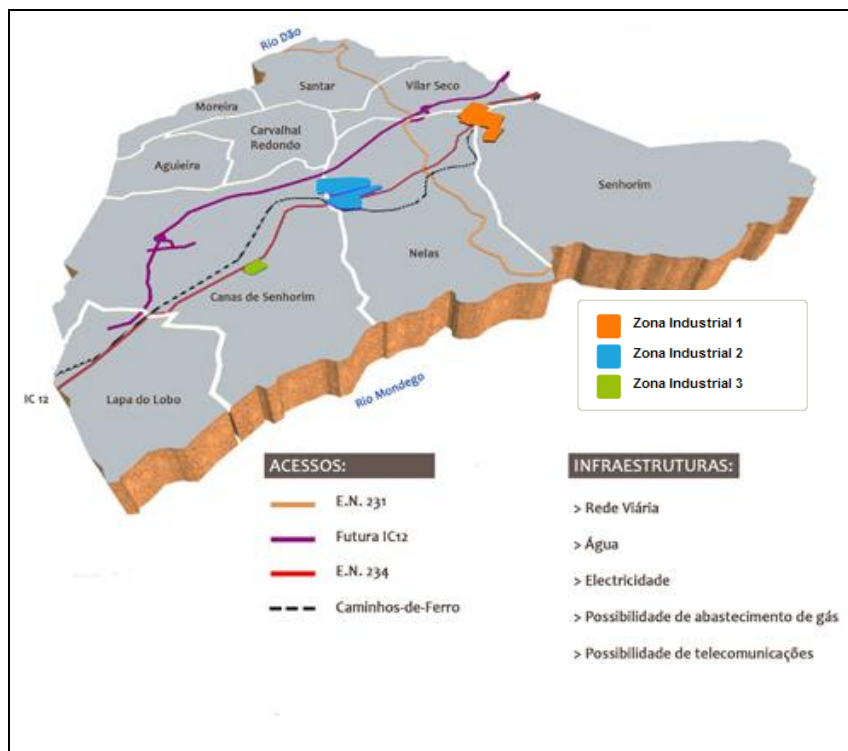 Rio Dão
Santar
Vilar Seco
Moreira
Carvalhal
Redondo
Aguieira
Senhorim
Nelas
Canas de Senhorim
Zona Industrial 1
Zona Industrial 2
Zona Industrial 3
IC 12
Lapa do Lobo
Rio Mondego
ACESSOS:
E.N. 231
Futura IC12
E.N. 234
Caminhos-de-Ferro
INFRAESTRUTURAS:
> Rede Viária
> Água
> Electricidade
> Possibilidade de abastecimento de gás
> Possibilidade de telecomunicações